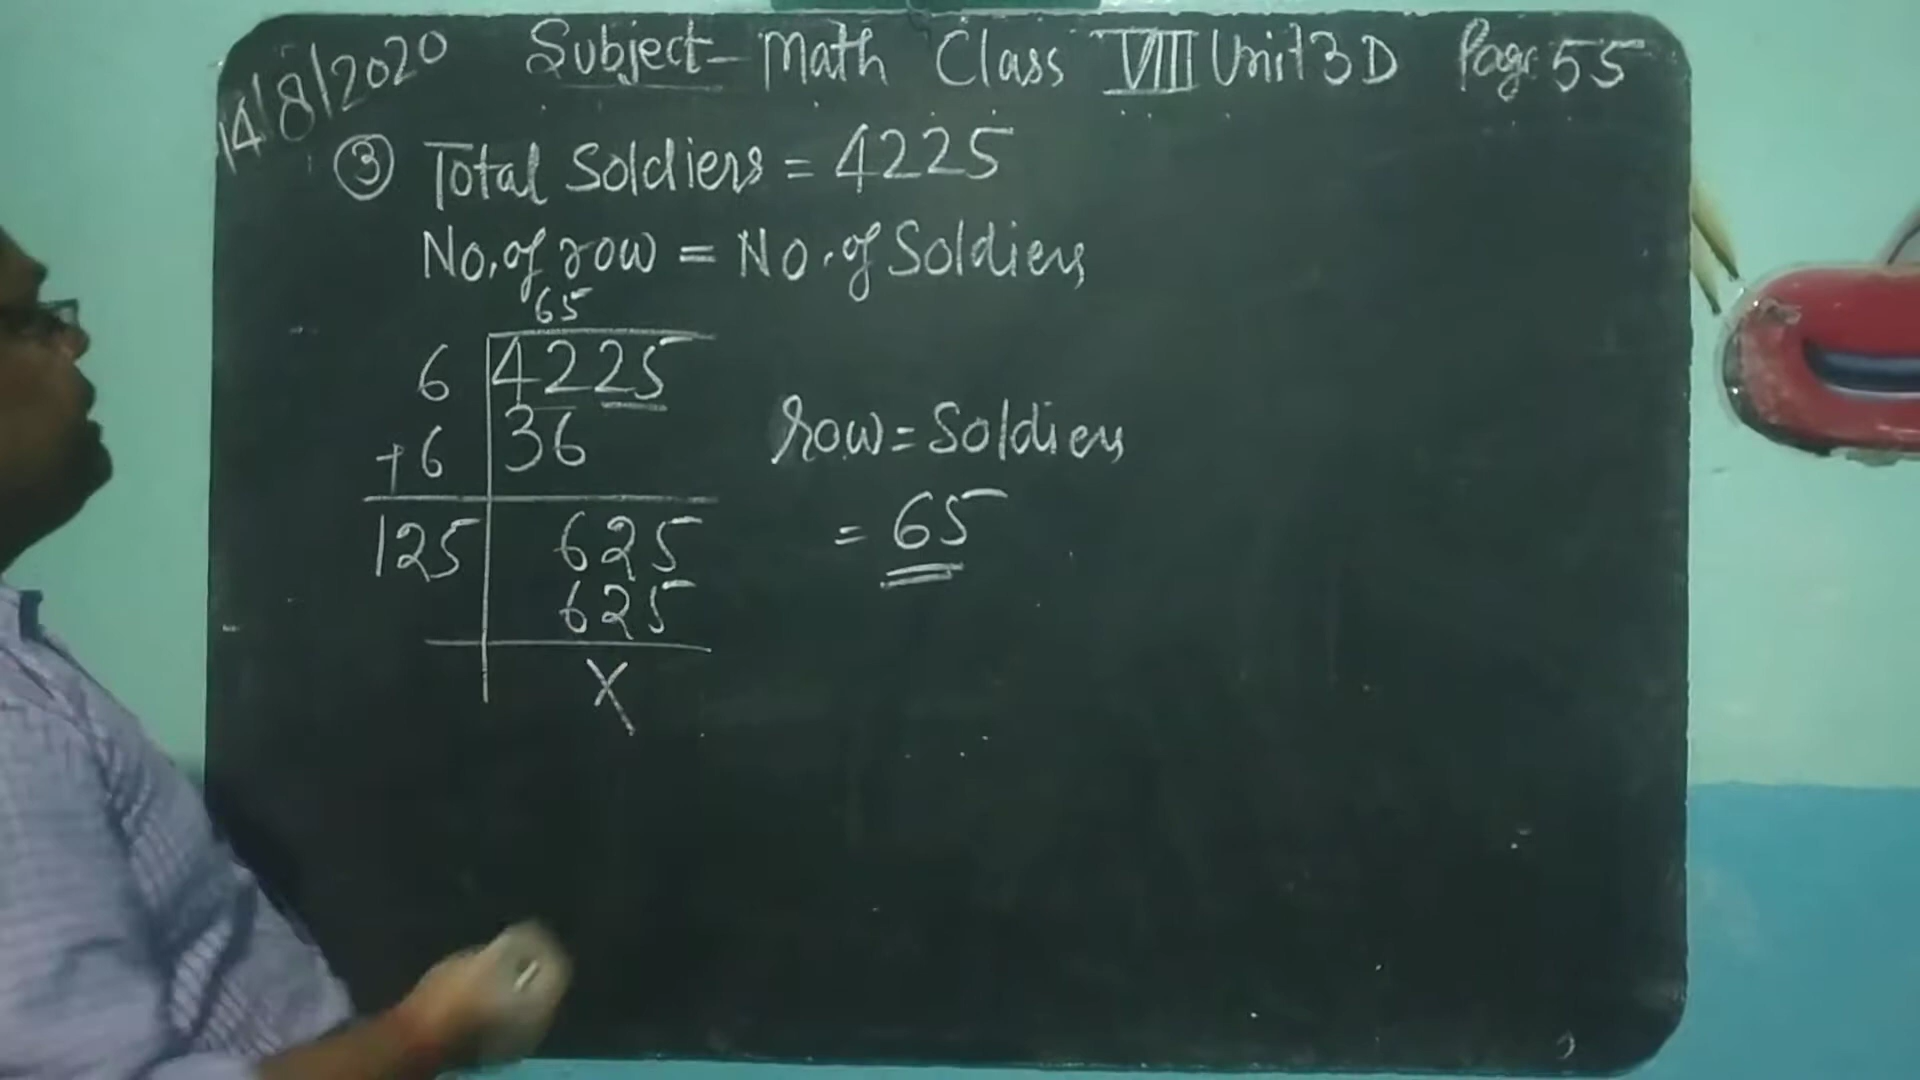 14/8/2020 Subject - Math Class VIII Unit 3D Page 55
③ Total Soldiers = 4225
No. of row = No. of Soldiers
65
6 4225
+6 36
row = Soldiers
125 625
= 65
625
X